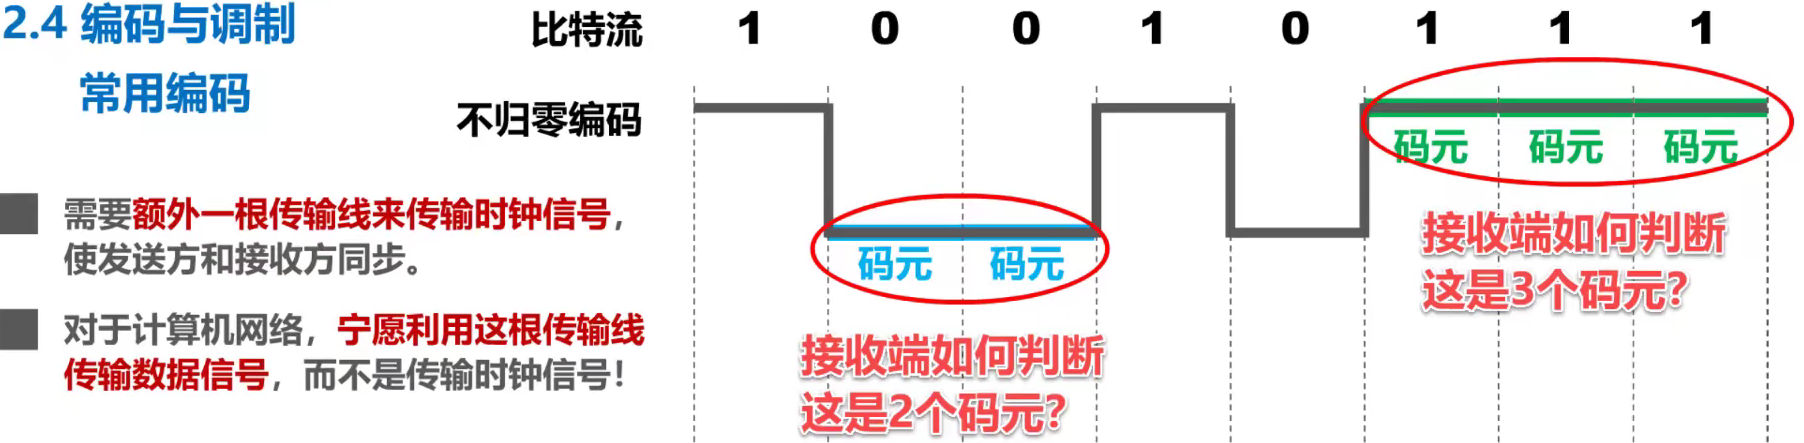 2.4 编码与调制
常用编码
比特流 1 0 0 1 0 1 1 1
不归零编码
码元 码元 码元
码元 码元
接收端如何判断
这是3个码元?
接收端如何判断
这是2个码元?
需要额外一根传输线来传输时钟信号，
使发送方和接收方同步。
对于计算机网络，宁愿利用这根传输线
传输数据信号，而不是传输时钟信号！